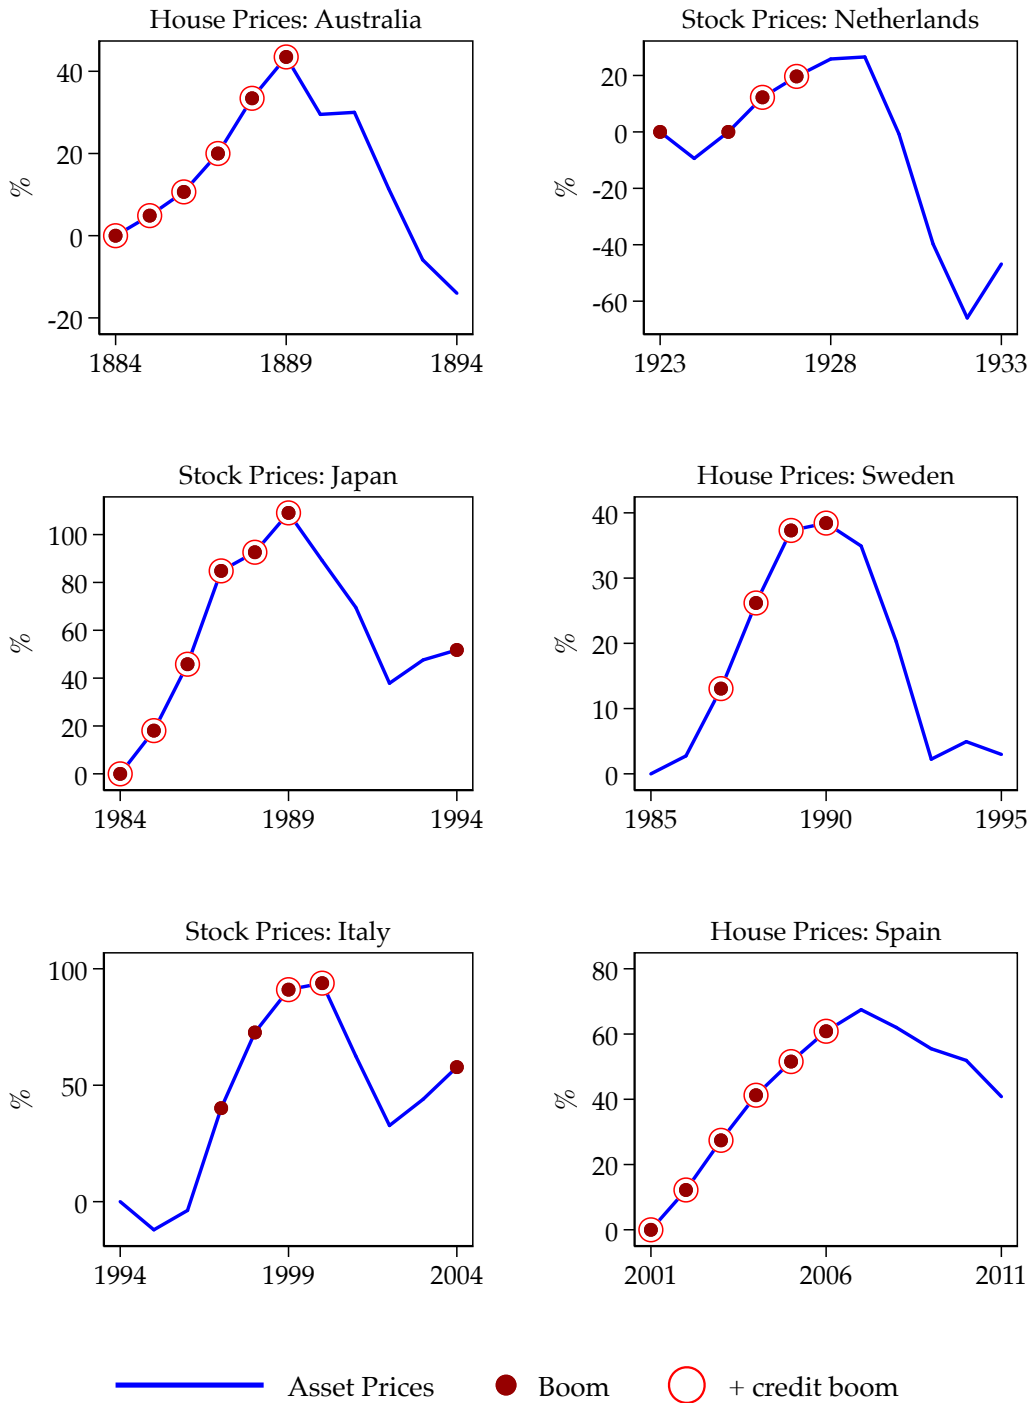 House Prices: Australia
%
40
20
0
-20
1884 1889 1894
Stock Prices: Netherlands
%
20
0
-20
-40
-60
1923 1928 1933
Stock Prices: Japan
%
100
80
60
40
20
0
1984 1989 1994
House Prices: Sweden
%
40
30
20
10
0
1985 1990 1995
Stock Prices: Italy
%
100
50
0
1994 1999 2004
House Prices: Spain
%
80
60
40
20
0
2001 2006 2011
Asset Prices Boom + credit boom